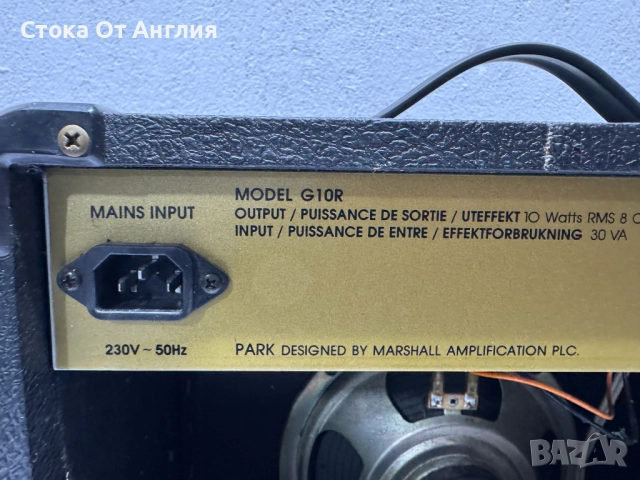 Стока От Англия
MODEL G10R
MAINS INPUT
OUTPUT / PUISSANCE DE SORTIE / UTEFFEKT 10 Watts RMS 8
INPUT / PUISSANCE DE ENTRE / EFFEKTFORBRUKNING 30 VA
230V ~ 50Hz
PARK DESIGNED BY MARSHALL AMPLIFICATION PLC.
BAZAR